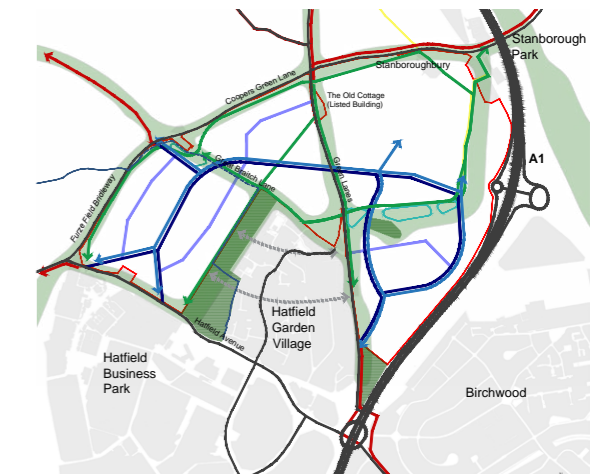 Stanborough
Park
Stanboroughbury
Coopers Green Lane
The Old Cottage
(Listed Building)
A1
Great Braitch Lane
Green Lanes
Furze Field Bridleway
Hatfield
Garden
Village
Hatfield Avenue
Hatfield
Business
Park
Birchwood